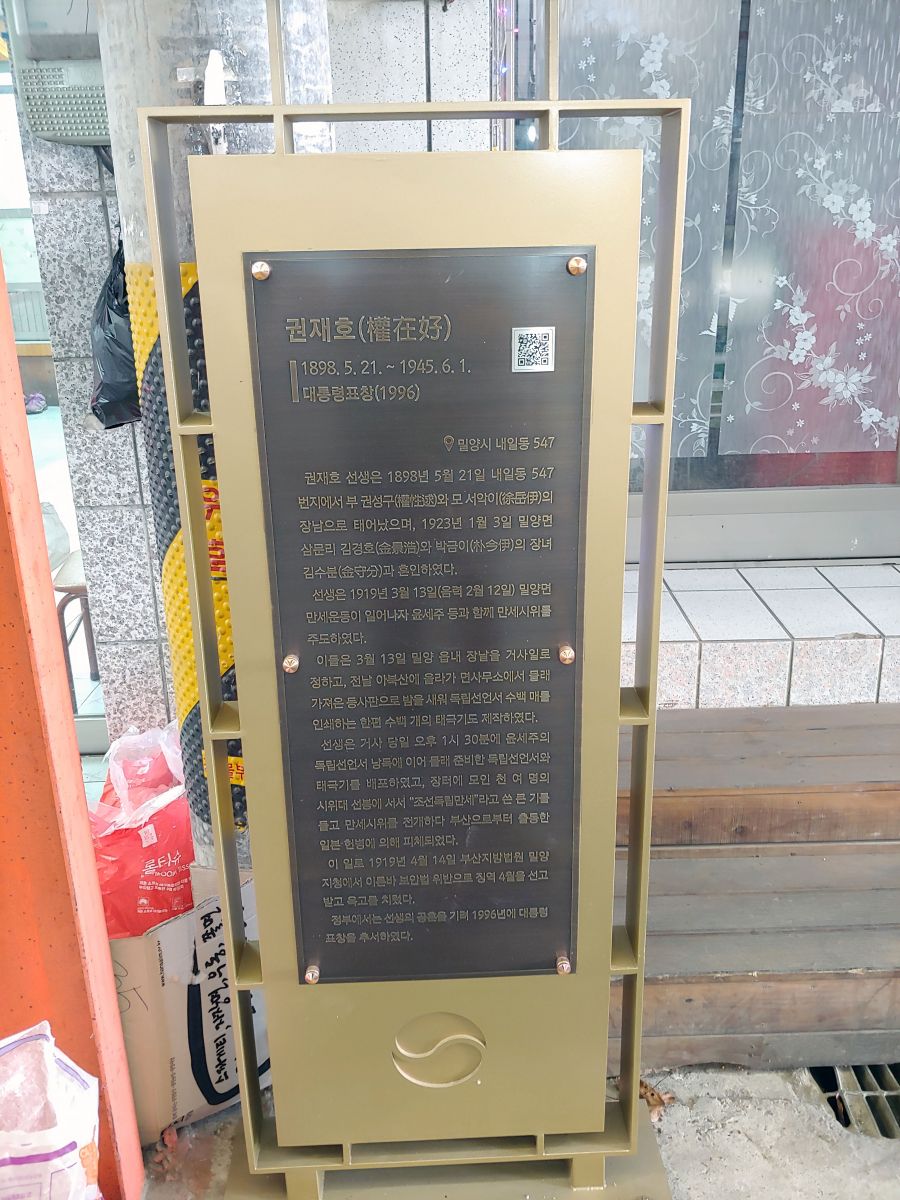 권재호(權在好)
1898. 5. 21. ~ 1945. 6. 1.
대통령표창(1996)
밀양시 내일동 547
권재호 선생은 1898년 5월 21일 내일동 547
번지에서 부 권성구(權性逑)와 모 서악이(徐岳伊)의
장남으로 태어났으며, 1923년 1월 3일 밀양면
삼문리 김경호(金景浩)와 박금이(朴今伊)의 장녀
김수분(金守分)과 혼인하였다.
선생은 1919년 3월 13일(음력 2월 12일) 밀양면
만세운동이 일어나자 윤세주 등과 함께 만세시위를
주도하였다.
이들은 3월 13일 밀양 읍내 장날을 거사일로
정하고, 전날 아북산에 올라가 면사무소에서 몰래
가져온 등사판으로 밤을 새워 독립선언서 수백 매를
인쇄하는 한편 수백 개의 태극기도 제작하였다.
선생은 거사 당일 오후 1시 30분에 윤세주의
독립선언서 낭독에 이어 몰래 준비한 독립선언서와
태극기를 배포하였고, 장터에 모인 천 여 명의
시위대 선봉에 서서 "조선독립만세"라고 쓴 큰 기를
들고 만세시위를 전개하다 부산으로부터 출동한
일본 헌병에 의해 피체되었다.
이 일로 1919년 4월 14일 부산지방법원 밀양
지청에서 이른바 보안법 위반으로 징역 4월을 선고
받고 옥고를 치렀다.
정부에서는 선생의 공훈을 기려 1996년에 대통령
표창을 추서하였다.
롤티슈